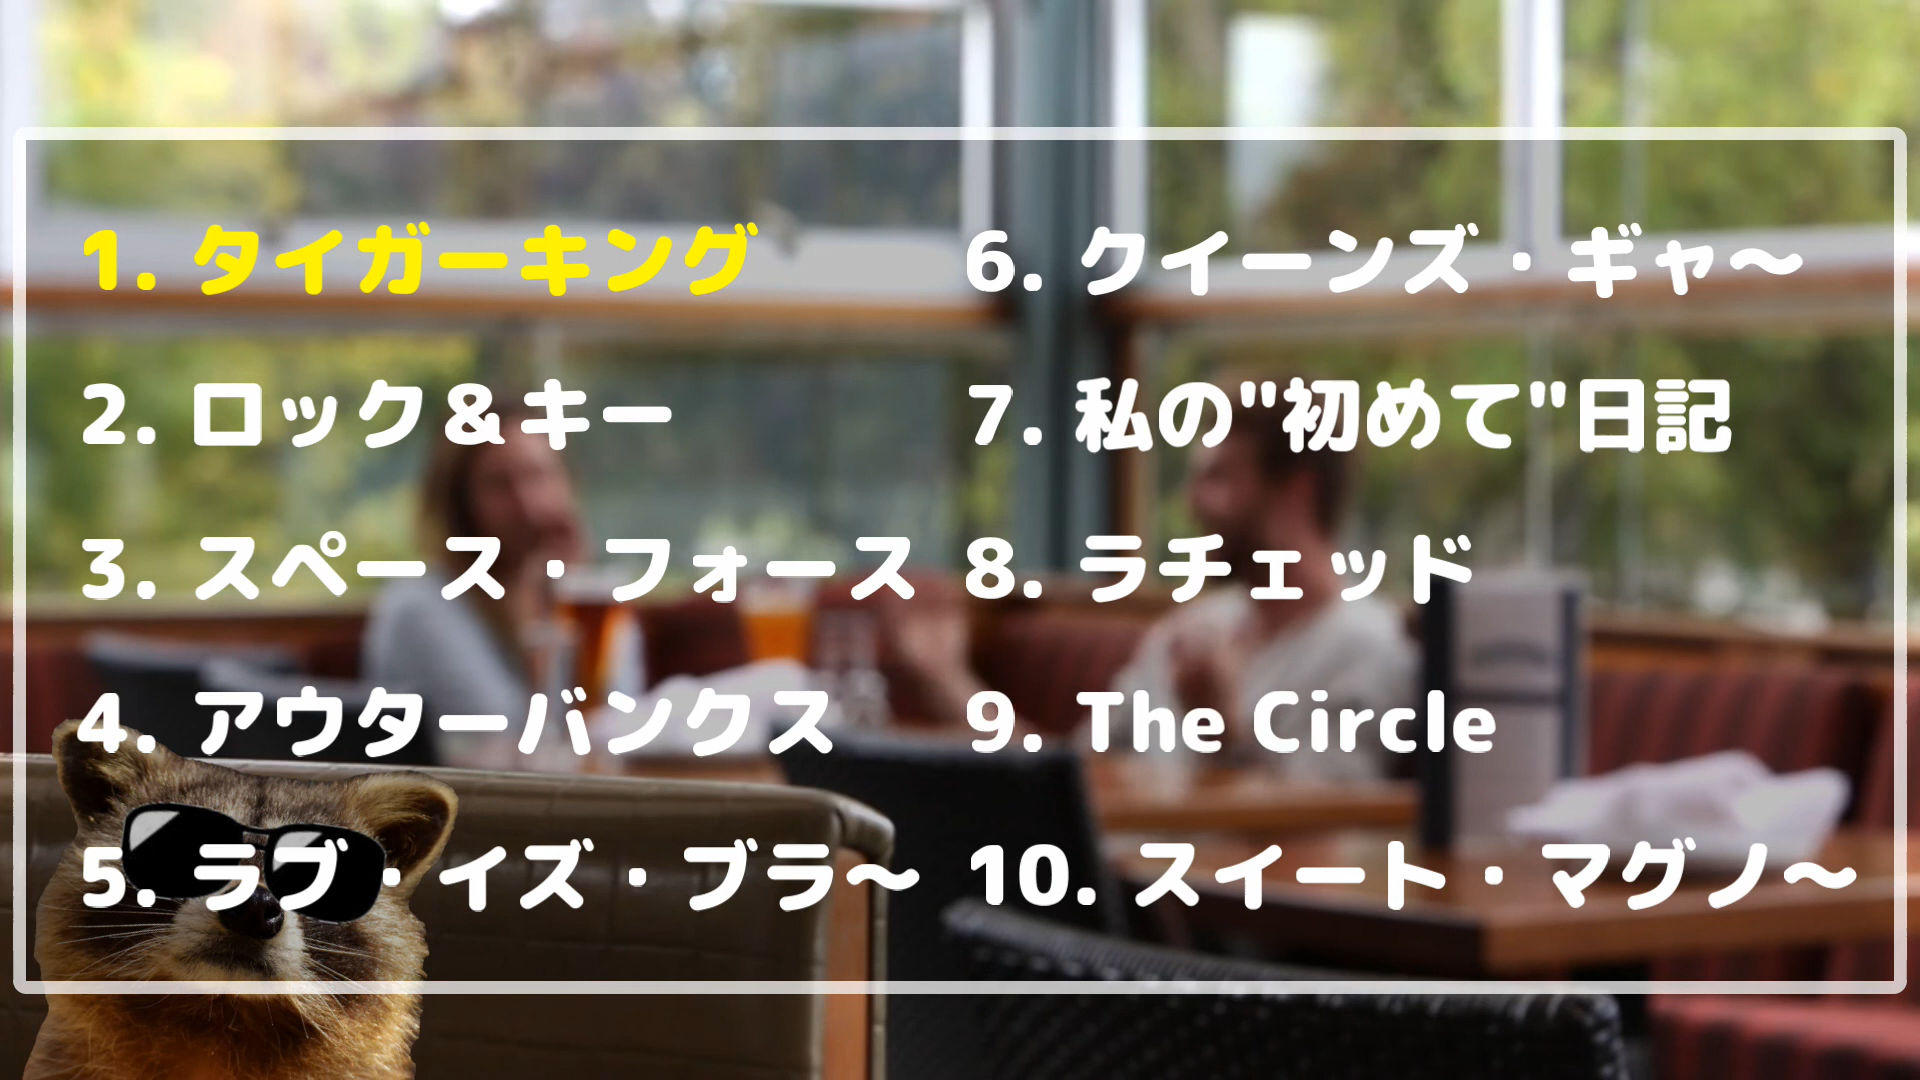 1. タイガーキング
2. ロック＆キー
3. スペース・フォース
4. アウターバンクス
5. ラブ・イズ・ブラ～
6. クイーンズ・ギャ～
7. 私の"初めて"日記
8. ラチェッド
9. The Circle
10. スイート・マグノ～